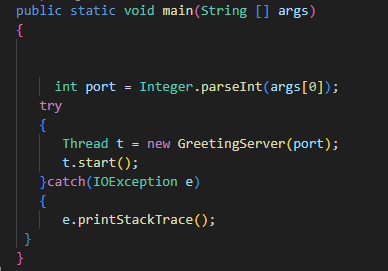 public static void main(String [] args)
{
int port = Integer.parseInt(args[0]);
try
{
Thread t = new GreetingServer(port);
t.start();
}catch(IOException e)
{
e.printStackTrace();
}
}